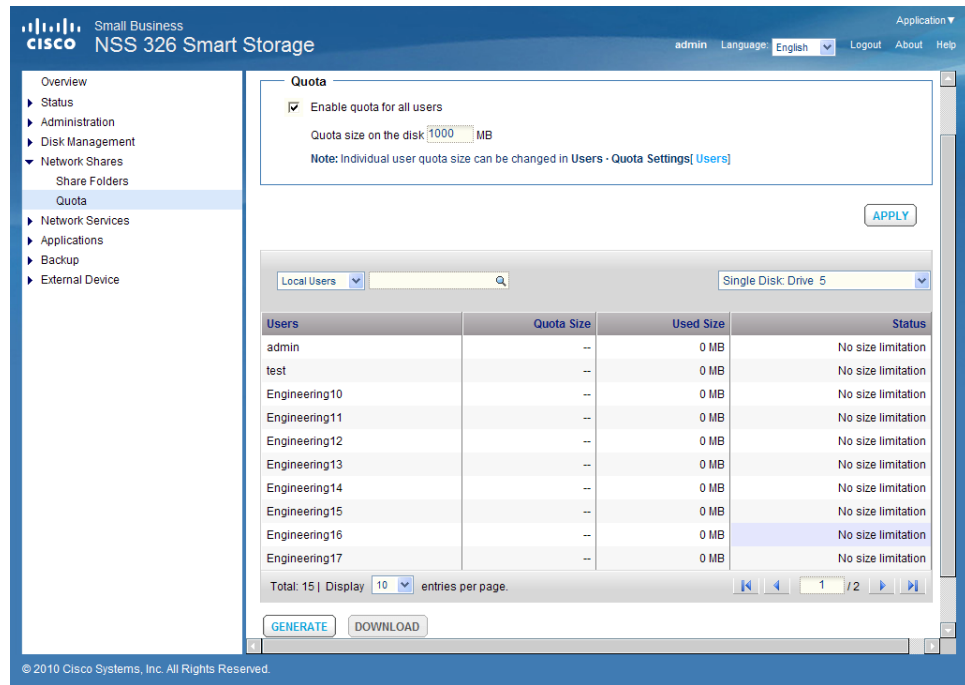 Small Business
CISCO NSS 326 Smart Storage
Application▼
admin Language: English Logout About Help
Overview
Status
Administration
Disk Management
Network Shares
Share Folders
Quota
Network Services
Applications
Backup
External Device
Quota
Enable quota for all users
Quota size on the disk 1000 MB
Note: Individual user quota size can be changed in Users - Quota Settings[ Users]
APPLY
Local Users
Single Disk: Drive 5
Users Quota Size Used Size Status
admin -- 0 MB No size limitation
test -- 0 MB No size limitation
Engineering10 -- 0 MB No size limitation
Engineering11 -- 0 MB No size limitation
Engineering12 -- 0 MB No size limitation
Engineering13 -- 0 MB No size limitation
Engineering14 -- 0 MB No size limitation
Engineering15 -- 0 MB No size limitation
Engineering16 -- 0 MB No size limitation
Engineering17 -- 0 MB No size limitation
Total: 15 | Display 10 entries per page. 1 / 2
GENERATE DOWNLOAD
© 2010 Cisco Systems, Inc. All Rights Reserved.